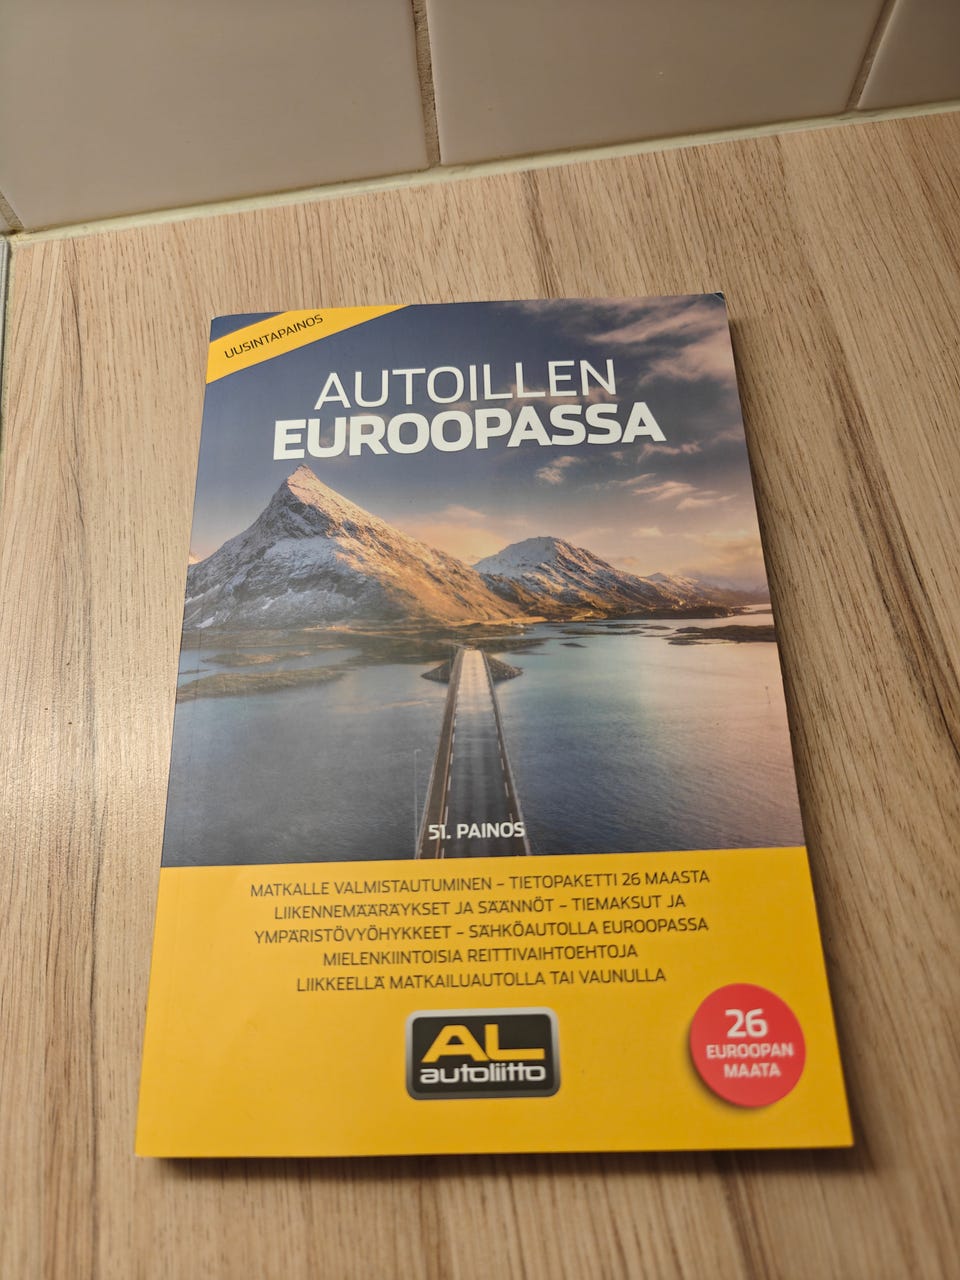 UUSINTAPAINOS
AUTOILLEN
EUROOPASSA
51. PAINOS
MATKALLE VALMISTAUTUMINEN – TIETOPAKETTI 26 MAASTA
LIIKENNEMÄÄRÄYKSET JA SÄÄNNÖT – TIEMAKSUT JA
YMPÄRISTÖVYÖHYKKEET – SÄHKÖAUTOLLA EUROOPASSA
MIELENKIINTOISIA REITTIVAIHTOEHTOJA
LIIKKEELLÄ MATKAILUAUTOLLA TAI VAUNULLA
AL
autoliitto
26
EUROOPAN
MAATA